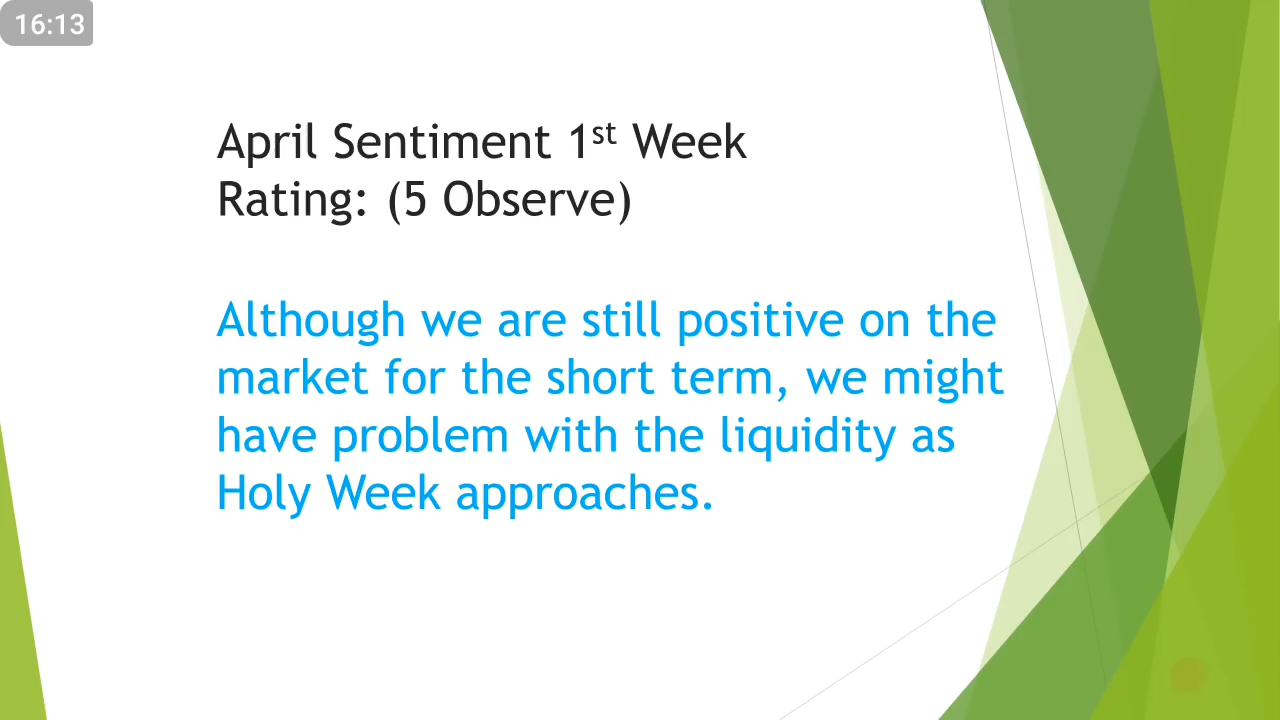 16:13
April Sentiment 1st Week
Rating: (5 Observe)
Although we are still positive on the
market for the short term, we might
have problem with the liquidity as
Holy Week approaches.